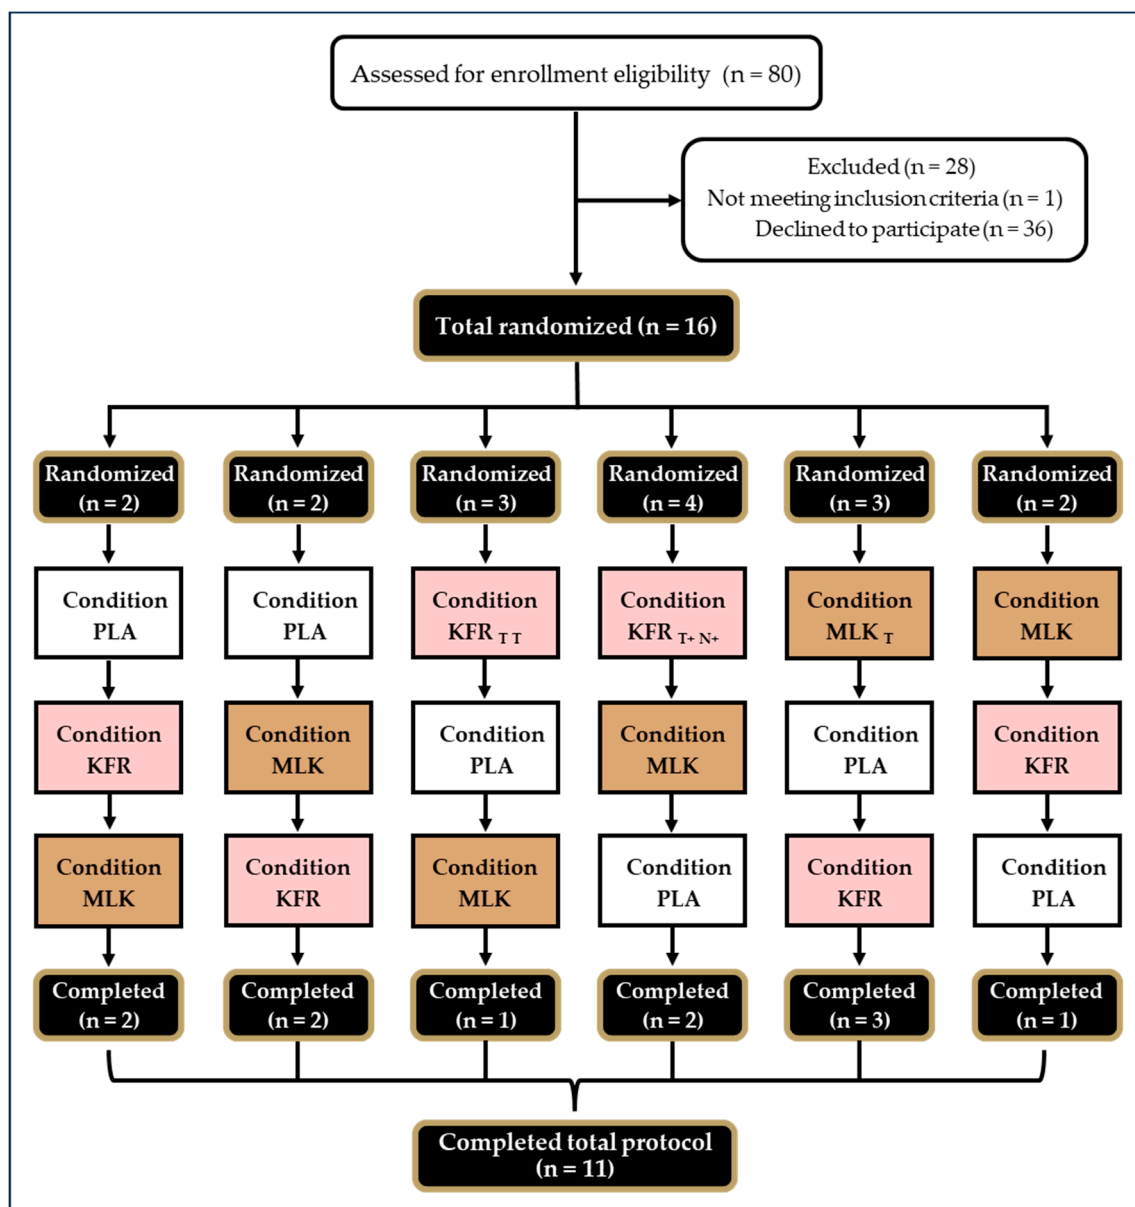 Assessed for enrollment eligibility (n = 80)
Excluded (n = 28)
Not meeting inclusion criteria (n = 1)
Declined to participate (n = 36)
Total randomized (n = 16)
Randomized
(n = 2)
Randomized
(n = 2)
Randomized
(n = 3)
Randomized
(n = 4)
Randomized
(n = 3)
Randomized
(n = 2)
Condition
PLA
Condition
PLA
Condition
KFR T T
Condition
KFR T+ N+
Condition
MLK T
Condition
MLK
Condition
KFR
Condition
MLK
Condition
PLA
Condition
MLK
Condition
PLA
Condition
KFR
Condition
MLK
Condition
KFR
Condition
MLK
Condition
PLA
Condition
KFR
Condition
PLA
Completed
(n = 2)
Completed
(n = 2)
Completed
(n = 1)
Completed
(n = 2)
Completed
(n = 3)
Completed
(n = 1)
Completed total protocol
(n = 11)